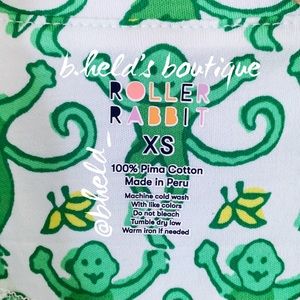 b.held's boutique
ROLLER
RABBIT
XS
100% Pima Cotton
Made in Peru
Machine cold wash
With like colors
Do not bleach
Tumble dry low
Warm iron if needed
@bheld_